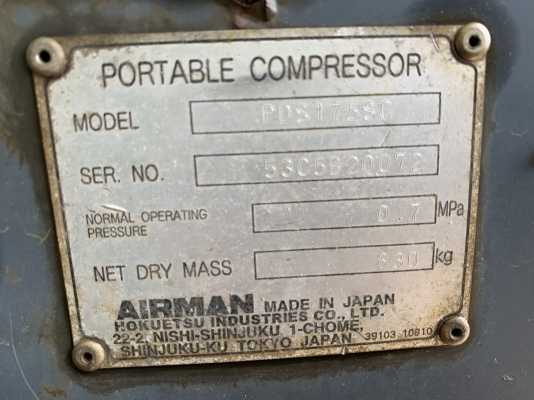 PORTABLE COMPRESSOR
MODEL PDS175SC
SER. NO. 53C5B20072
NORMAL OPERATING PRESSURE 0.7 MPa
NET DRY MASS 830 kg
AIRMAN MADE IN JAPAN
HOKUETSU INDUSTRIES CO., LTD.
22-2, NISHI-SHINJUKU 1-CHOME,
SHINJUKU-KU TOKYO JAPAN 39103 10810